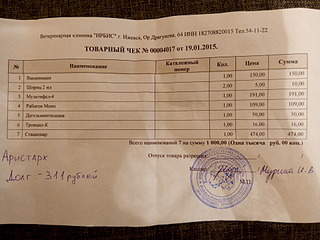 Ветеринарная клиника "ИРБИС" г. Ижевск, Ор Драгунова, 64 ИНН 182708820015 Тел.54-11-22
ТОВАРНЫЙ ЧЕК № 00004017 от 19.01.2015.
№ Наименование Каталожный номер Кол. Цена Сумма
1 Вакцинация 1,00 150,00 150,00
2 Шприц 2 мл 2,00 5,00 10,00
3 Мультифел-4 1,00 191,00 191,00
4 Рабиген Моно 1,00 109,00 109,00
5 1,00 50,00 50,00
6 1,00 16,00 16,00
7 Стационар 1,00 474,00 474,00
Всего наименований 7 на сумму 1 000,00 (Одна тысяча руб. 00 коп.)
Отпуск товара разрешил
Аристарх
Долг - 311 рублей
Кассир
М.П.